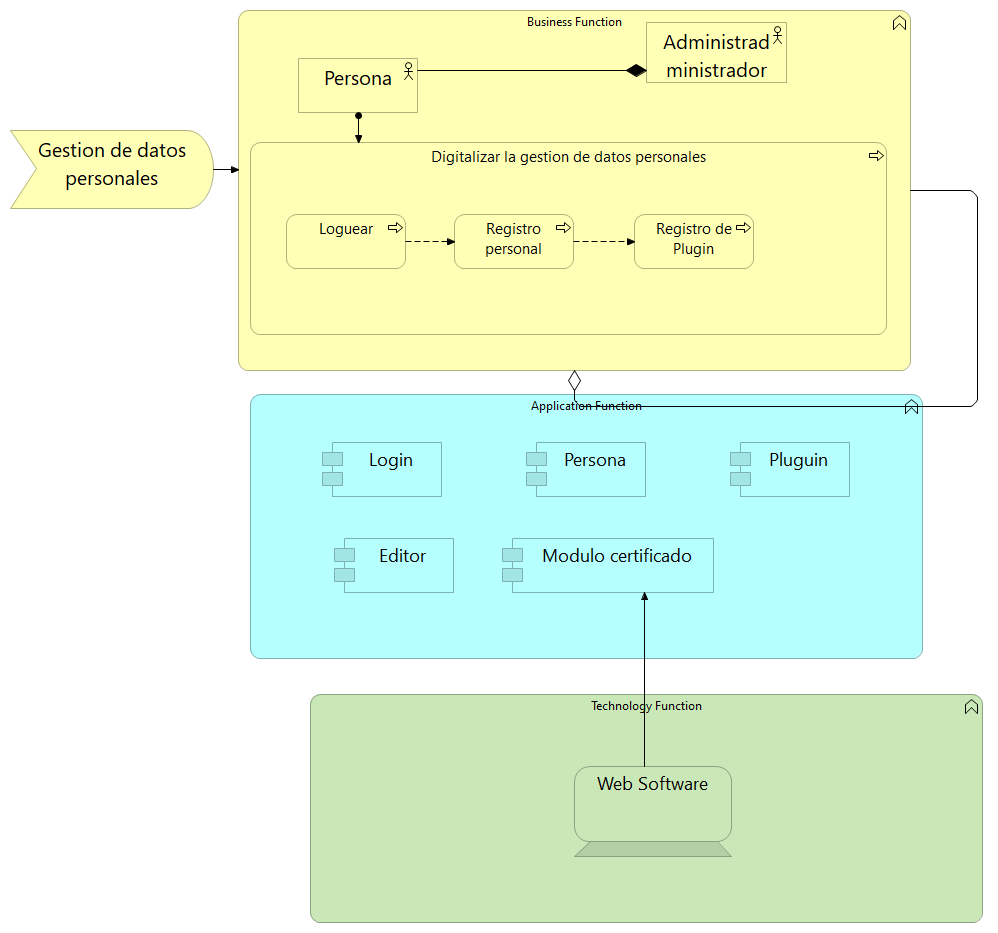 Business Function
Administrad
ministrador
Persona
Gestion de datos
personales
Digitalizar la gestion de datos personales
Loguear
Registro
personal
Registro de
Plugin
Application Function
Login
Persona
Pluguin
Editor
Modulo certificado
Technology Function
Web Software